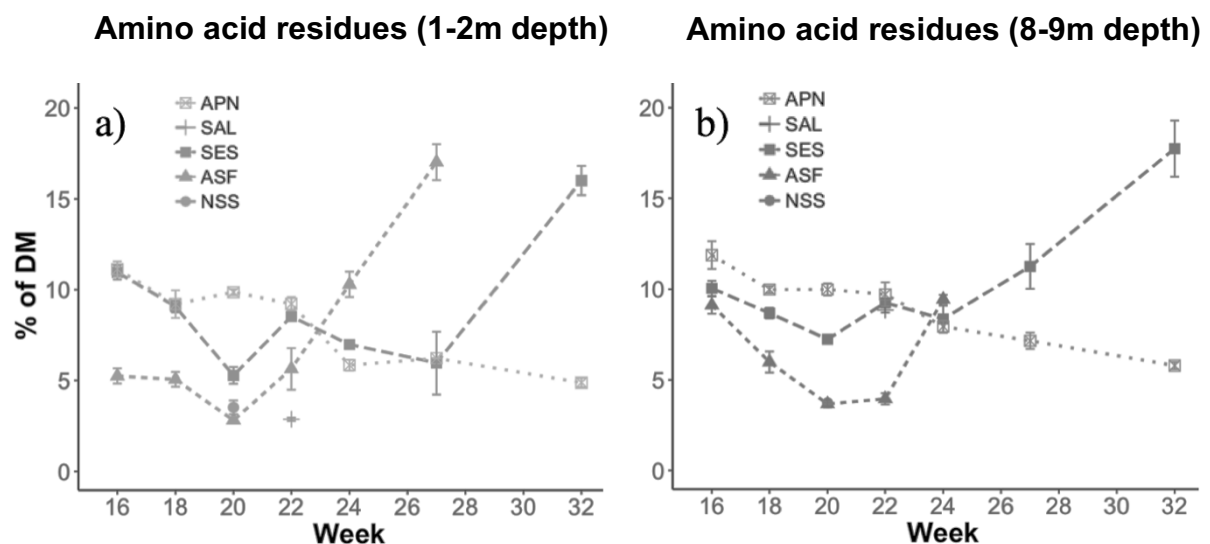 Amino acid residues (1-2m depth)
Amino acid residues (8-9m depth)
a)
APN
SAL
SES
ASF
NSS
20
15
10
5
0
% of DM
16 18 20 22 24 26 28 30 32
Week
b)
APN
SAL
SES
ASF
NSS
20
15
10
5
0
16 18 20 22 24 26 28 30 32
Week